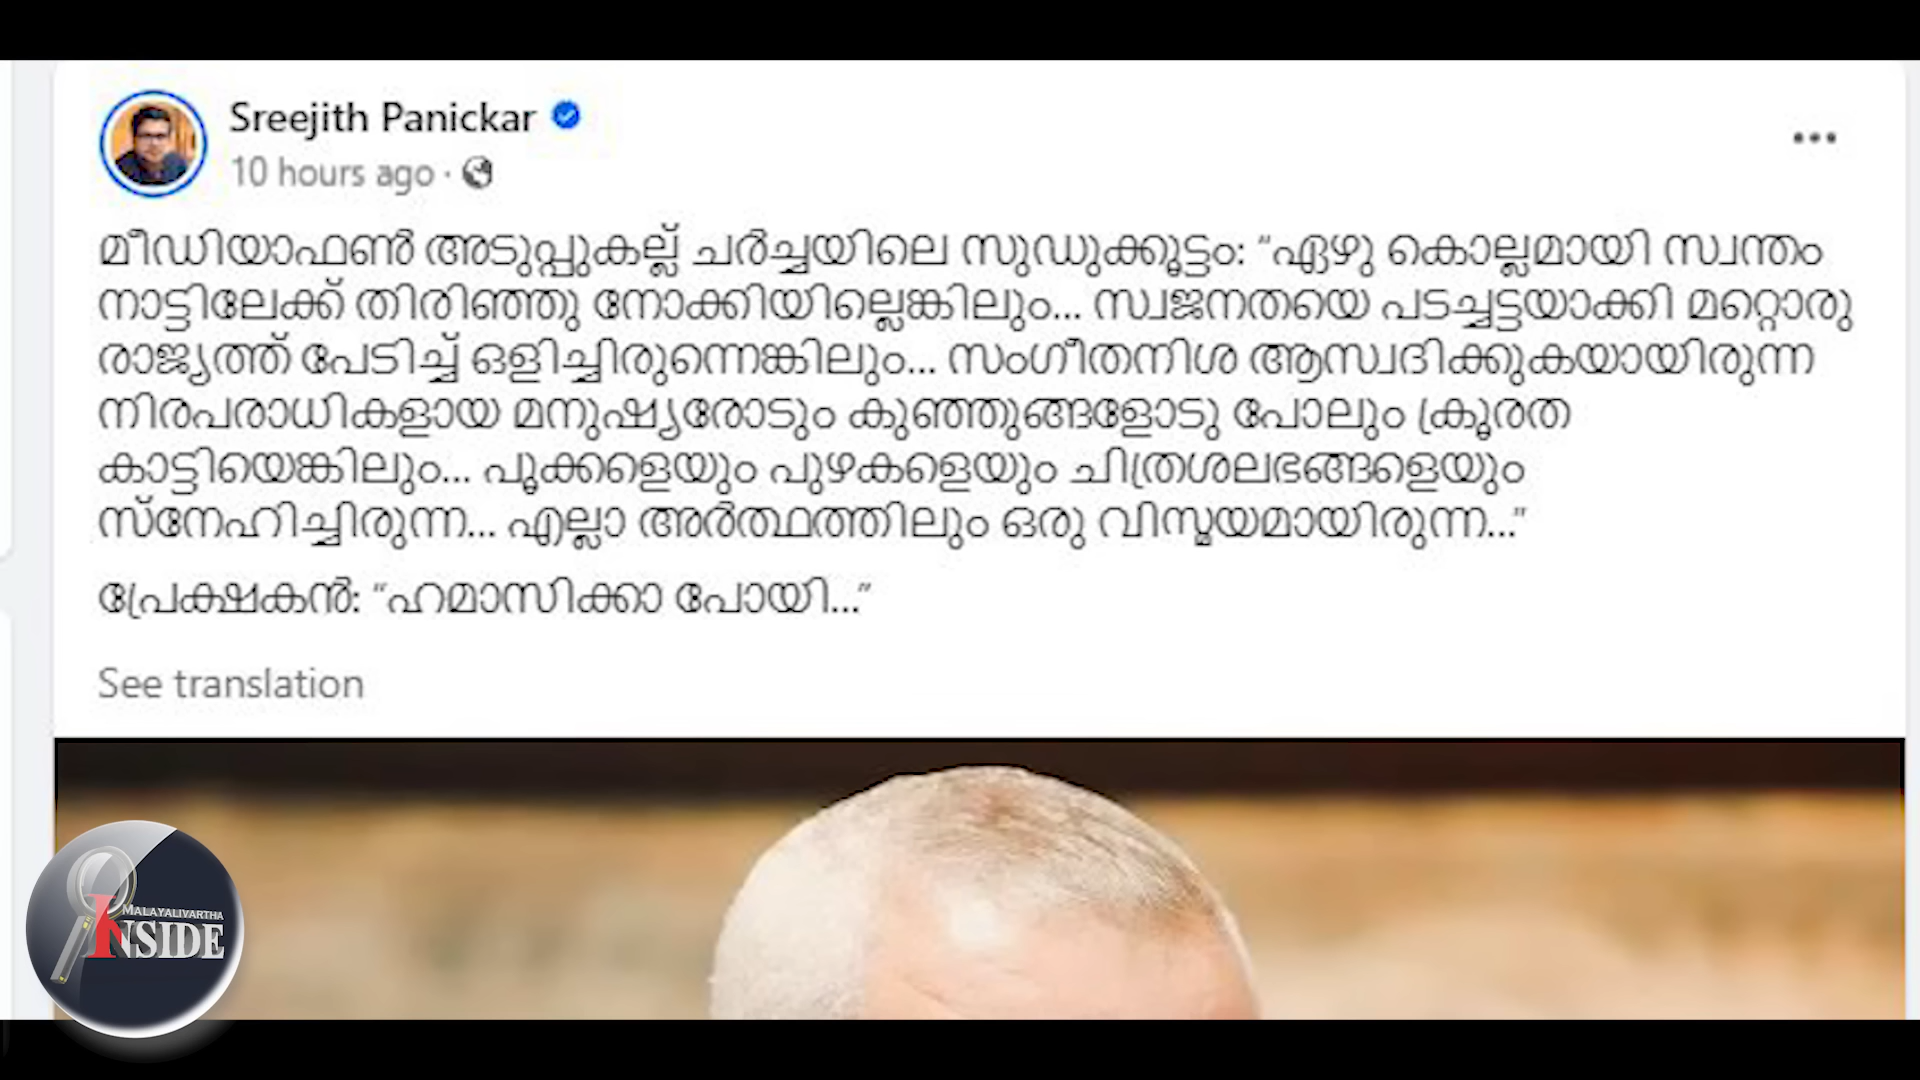 Sreejith Panickar
10 hours ago ·
മീഡിയാഫൺ അടുപ്പുകല്ല് ചർച്ചയിലെ സുഡുക്കൂട്ടം: “ഏഴു കൊല്ലമായി സ്വന്തം
നാട്ടിലേക്ക് തിരിഞ്ഞു നോക്കിയില്ലെങ്കിലും... സ്വജനതയെ പടച്ചട്ടയാക്കി മറ്റൊരു
രാജ്യത്ത് പേടിച്ച് ഒളിച്ചിരുന്നെങ്കിലും... സംഗീതനിശ ആസ്വദിക്കുകയായിരുന്ന
നിരപരാധികളായ മനുഷ്യരോടും കുഞ്ഞുങ്ങളോടു പോലും ക്രൂരത
കാട്ടിയെങ്കിലും... പൂക്കളെയും പുഴകളെയും ചിത്രശലഭങ്ങളെയും
സ്നേഹിച്ചിരുന്ന... എല്ലാ അർത്ഥത്തിലും ഒരു വിസ്മയമായിരുന്ന...”
പ്രേക്ഷകൻ: “ഹമാസിക്കാ പോയി...”
See translation
MALAYALIVARTHA
INSIDE